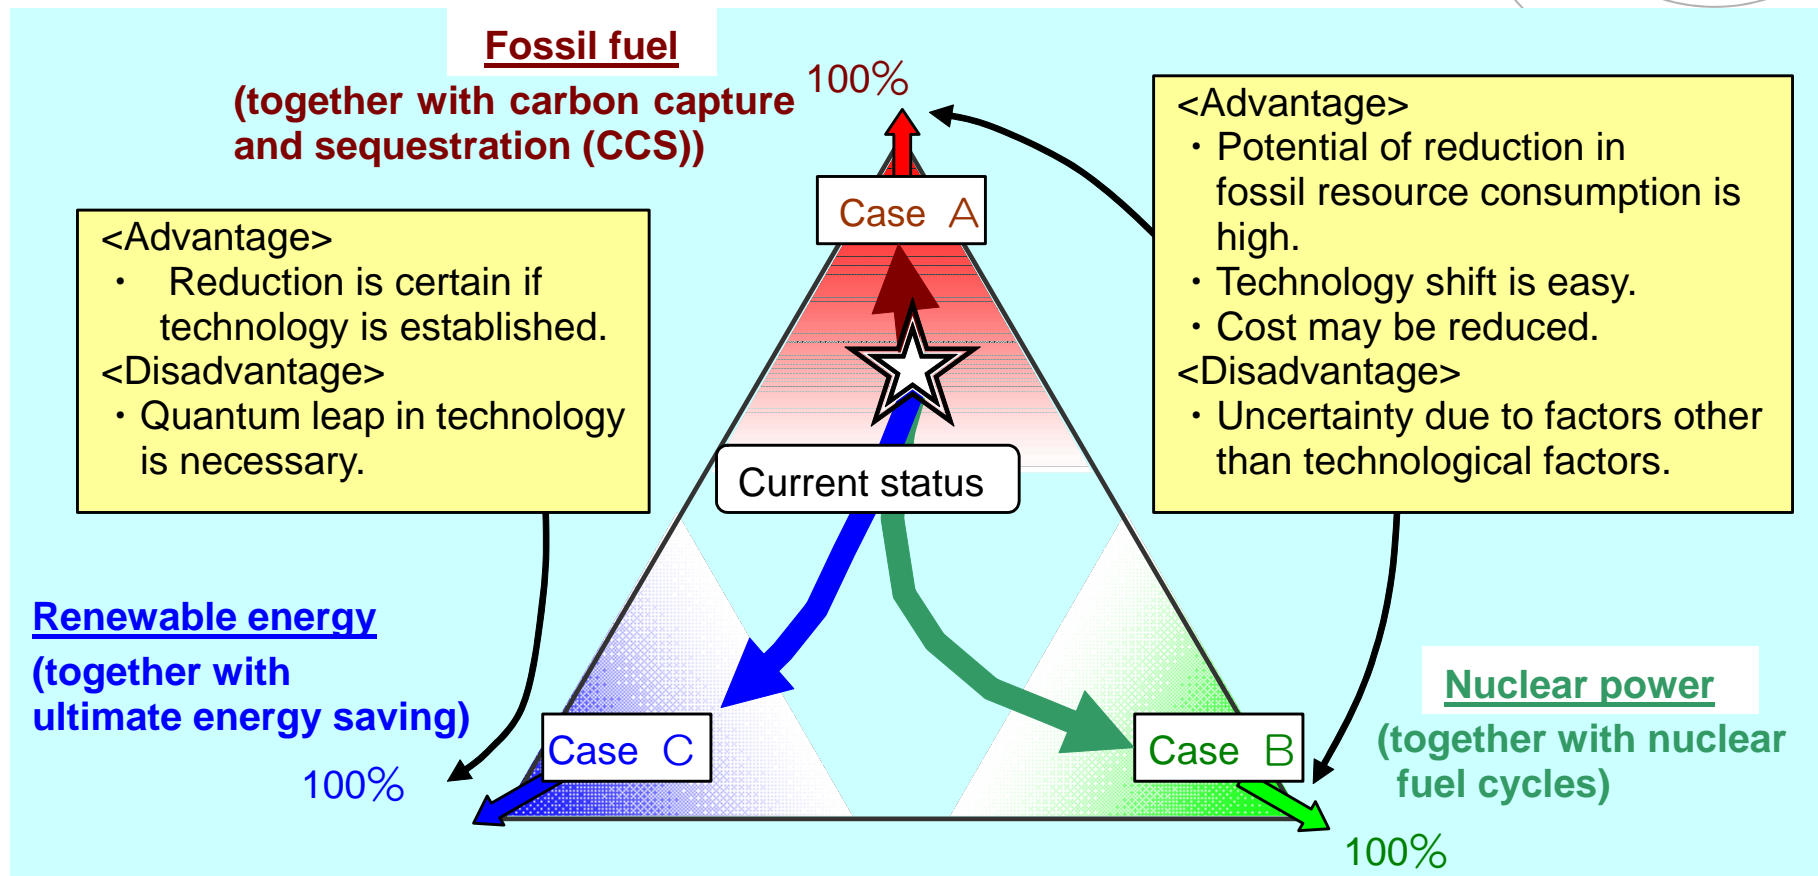 Fossil fuel
(together with carbon capture
and sequestration (CCS))
100%
<Advantage>
・ Potential of reduction in
fossil resource consumption is
high.
・ Technology shift is easy.
・ Cost may be reduced.
<Disadvantage>
・ Uncertainty due to factors other
than technological factors.
Case A
<Advantage>
・ Reduction is certain if
technology is established.
<Disadvantage>
・ Quantum leap in technology
is necessary.
Current status
Renewable energy
(together with
ultimate energy saving)
100%
Case C
Case B
Nuclear power
(together with nuclear
fuel cycles)
100%